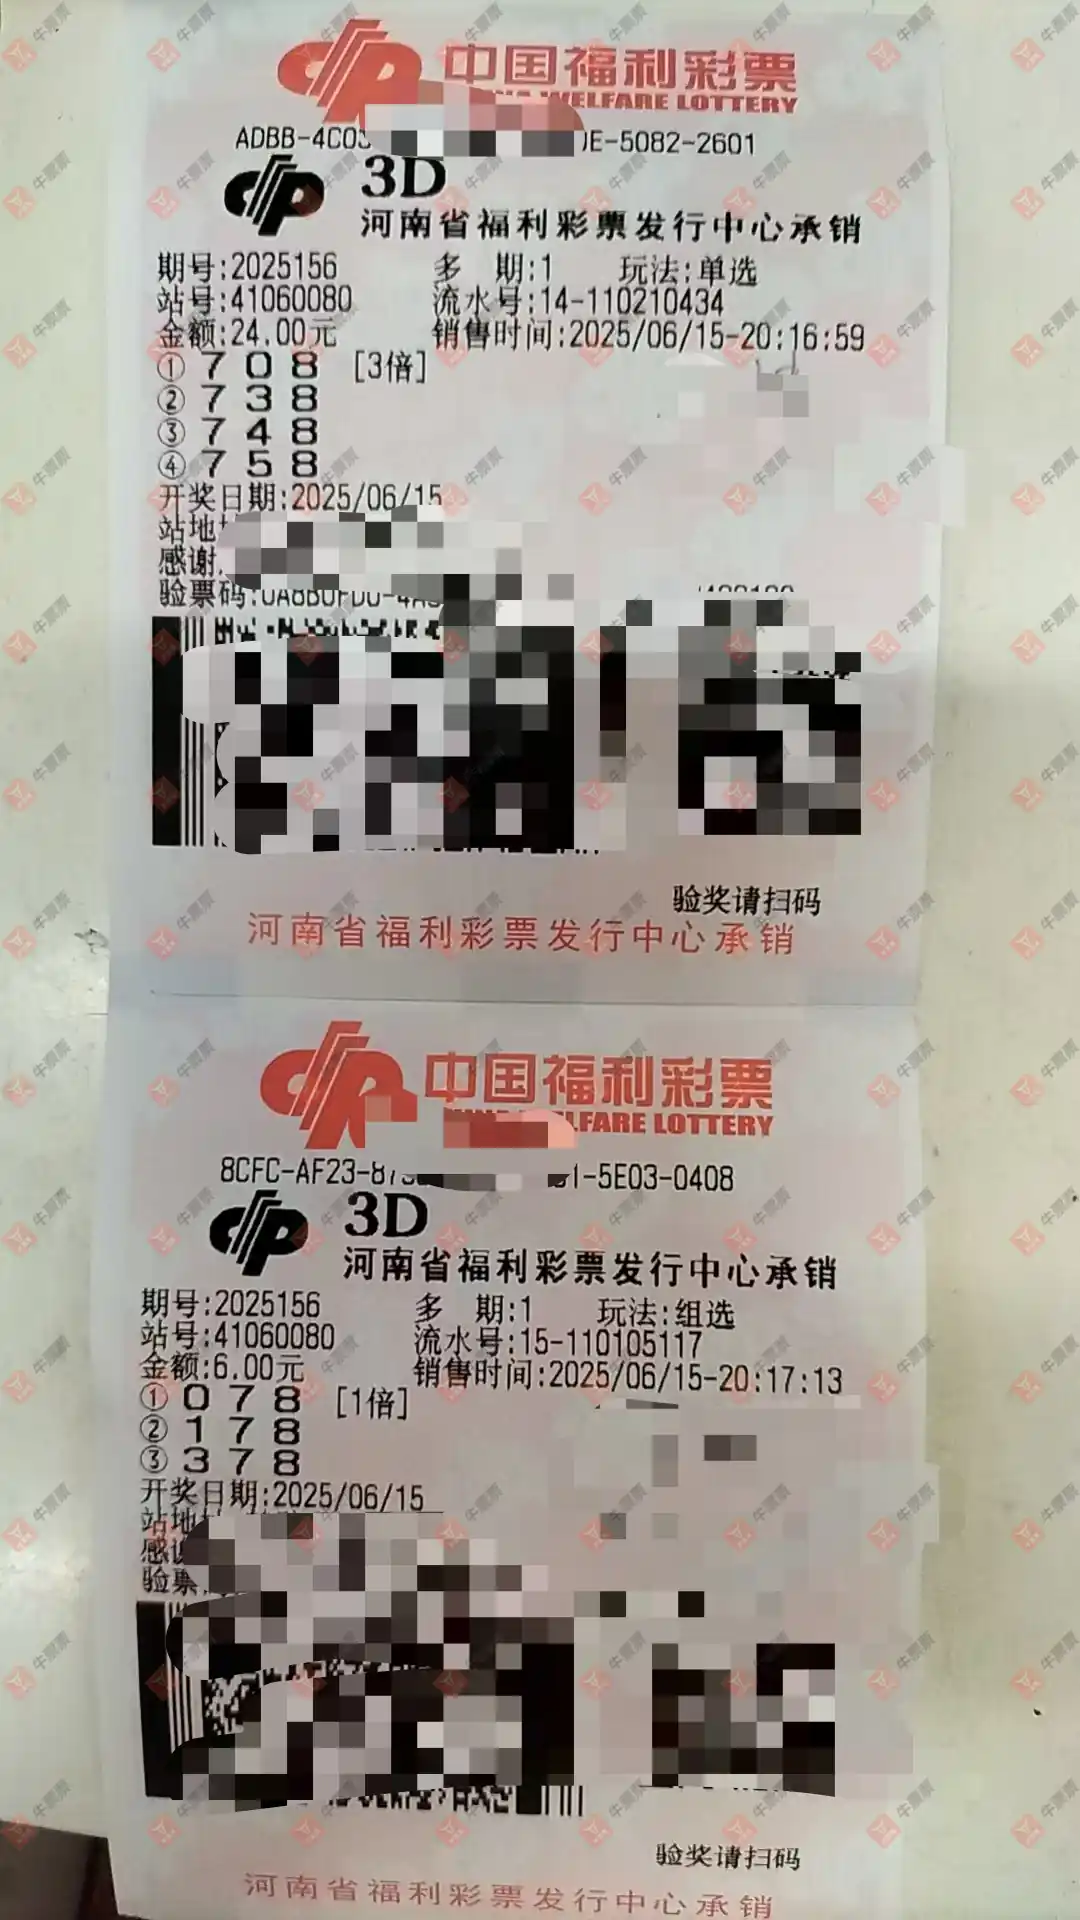 中国福利彩票
WELFARE LOTTERY
ADBB-4C0 E-5082-2601
3D
河南省福利彩票发行中心承销
期号:2025156 多 期:1 玩法:单选
站号:41060080 流水号:14-110210434
金额:24.00元 销售时间:2025/06/15-20:16:59
① 7 0 8 [3倍]
② 7 3 8
③ 7 4 8
④ 7 5 8
开奖日期:2025/06/15
站地
感谢
验票码:
验奖请扫码
河南省福利彩票发行中心承销
中国福利彩票
LFARE LOTTERY
8CFC-AF23-87 1-5E03-0408
3D
河南省福利彩票发行中心承销
期号:2025156 多 期:1 玩法:组选
站号:41060080 流水号:15-110105117
金额:6.00元 销售时间:2025/06/15-20:17:13
① 0 7 8 [1倍]
② 1 7 8
③ 3 7 8
开奖日期:2025/06/15
站地
感谢
验票
验奖请扫码
河南省福利彩票发行中心承销